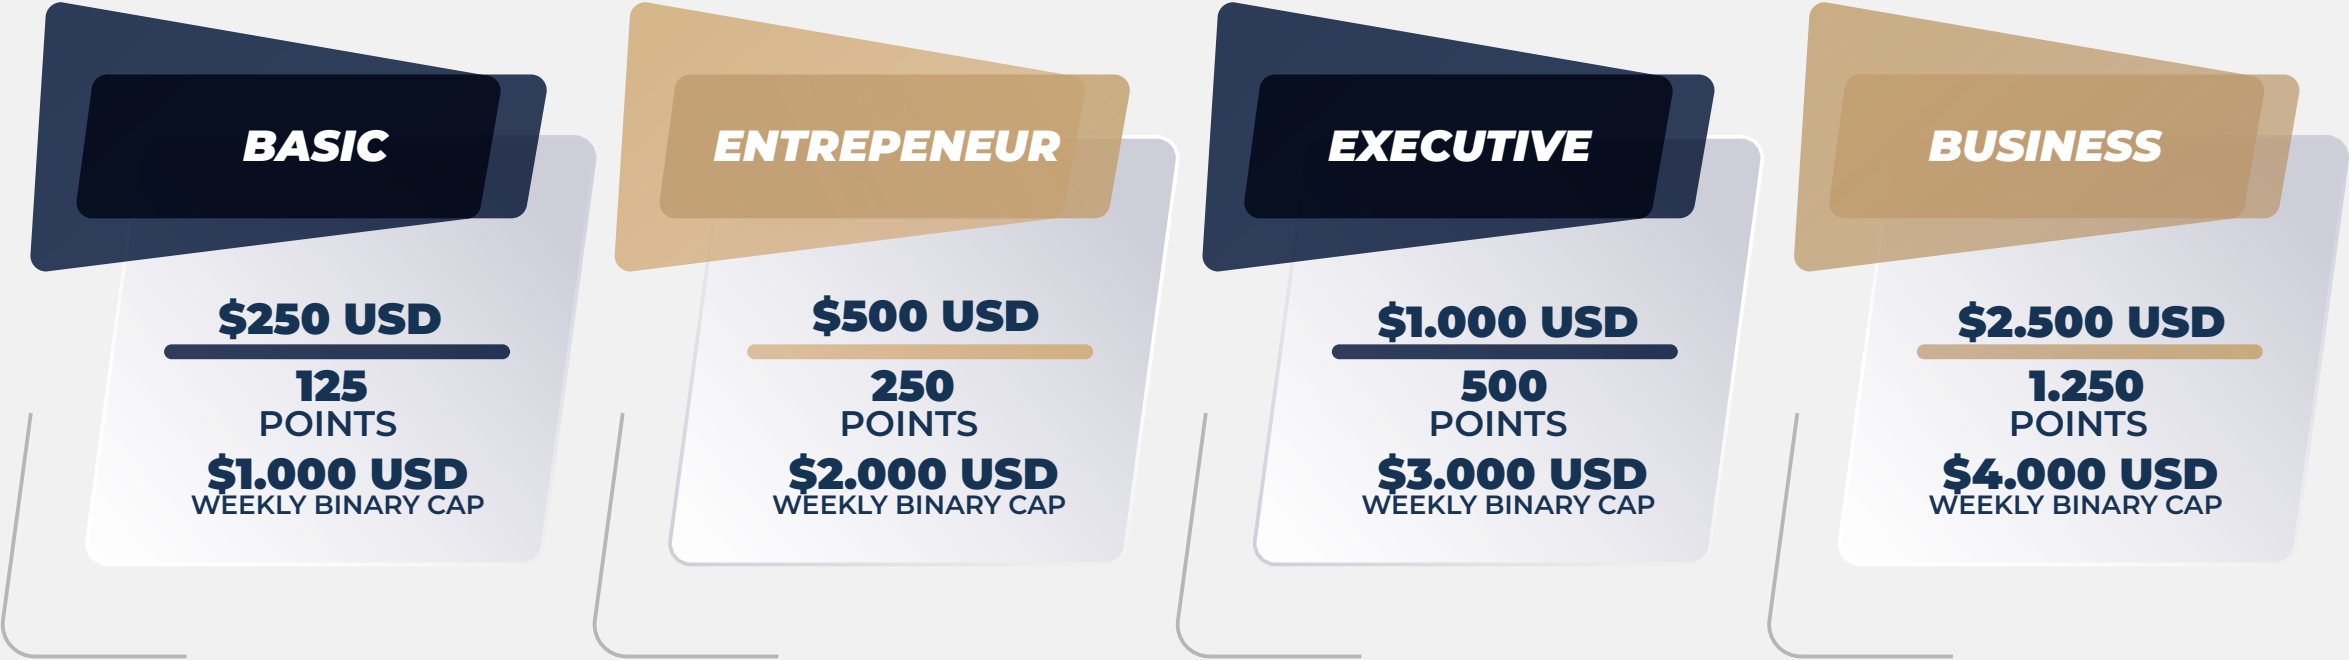 BASIC
$250 USD
125
POINTS
$1.000 USD
WEEKLY BINARY CAP
ENTREPENEUR
$500 USD
250
POINTS
$2.000 USD
WEEKLY BINARY CAP
EXECUTIVE
$1.000 USD
500
POINTS
$3.000 USD
WEEKLY BINARY CAP
BUSINESS
$2.500 USD
1.250
POINTS
$4.000 USD
WEEKLY BINARY CAP